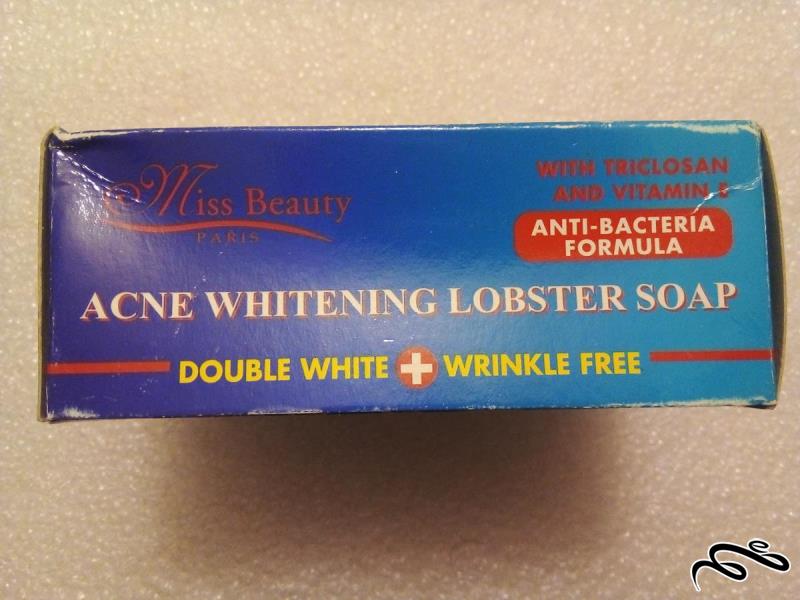 Miss Beauty
PARIS
WITH TRICLOSAN
AND VITAMIN E
ANTI-BACTERIA
FORMULA
ACNE WHITENING LOBSTER SOAP
DOUBLE WHITE + WRINKLE FREE